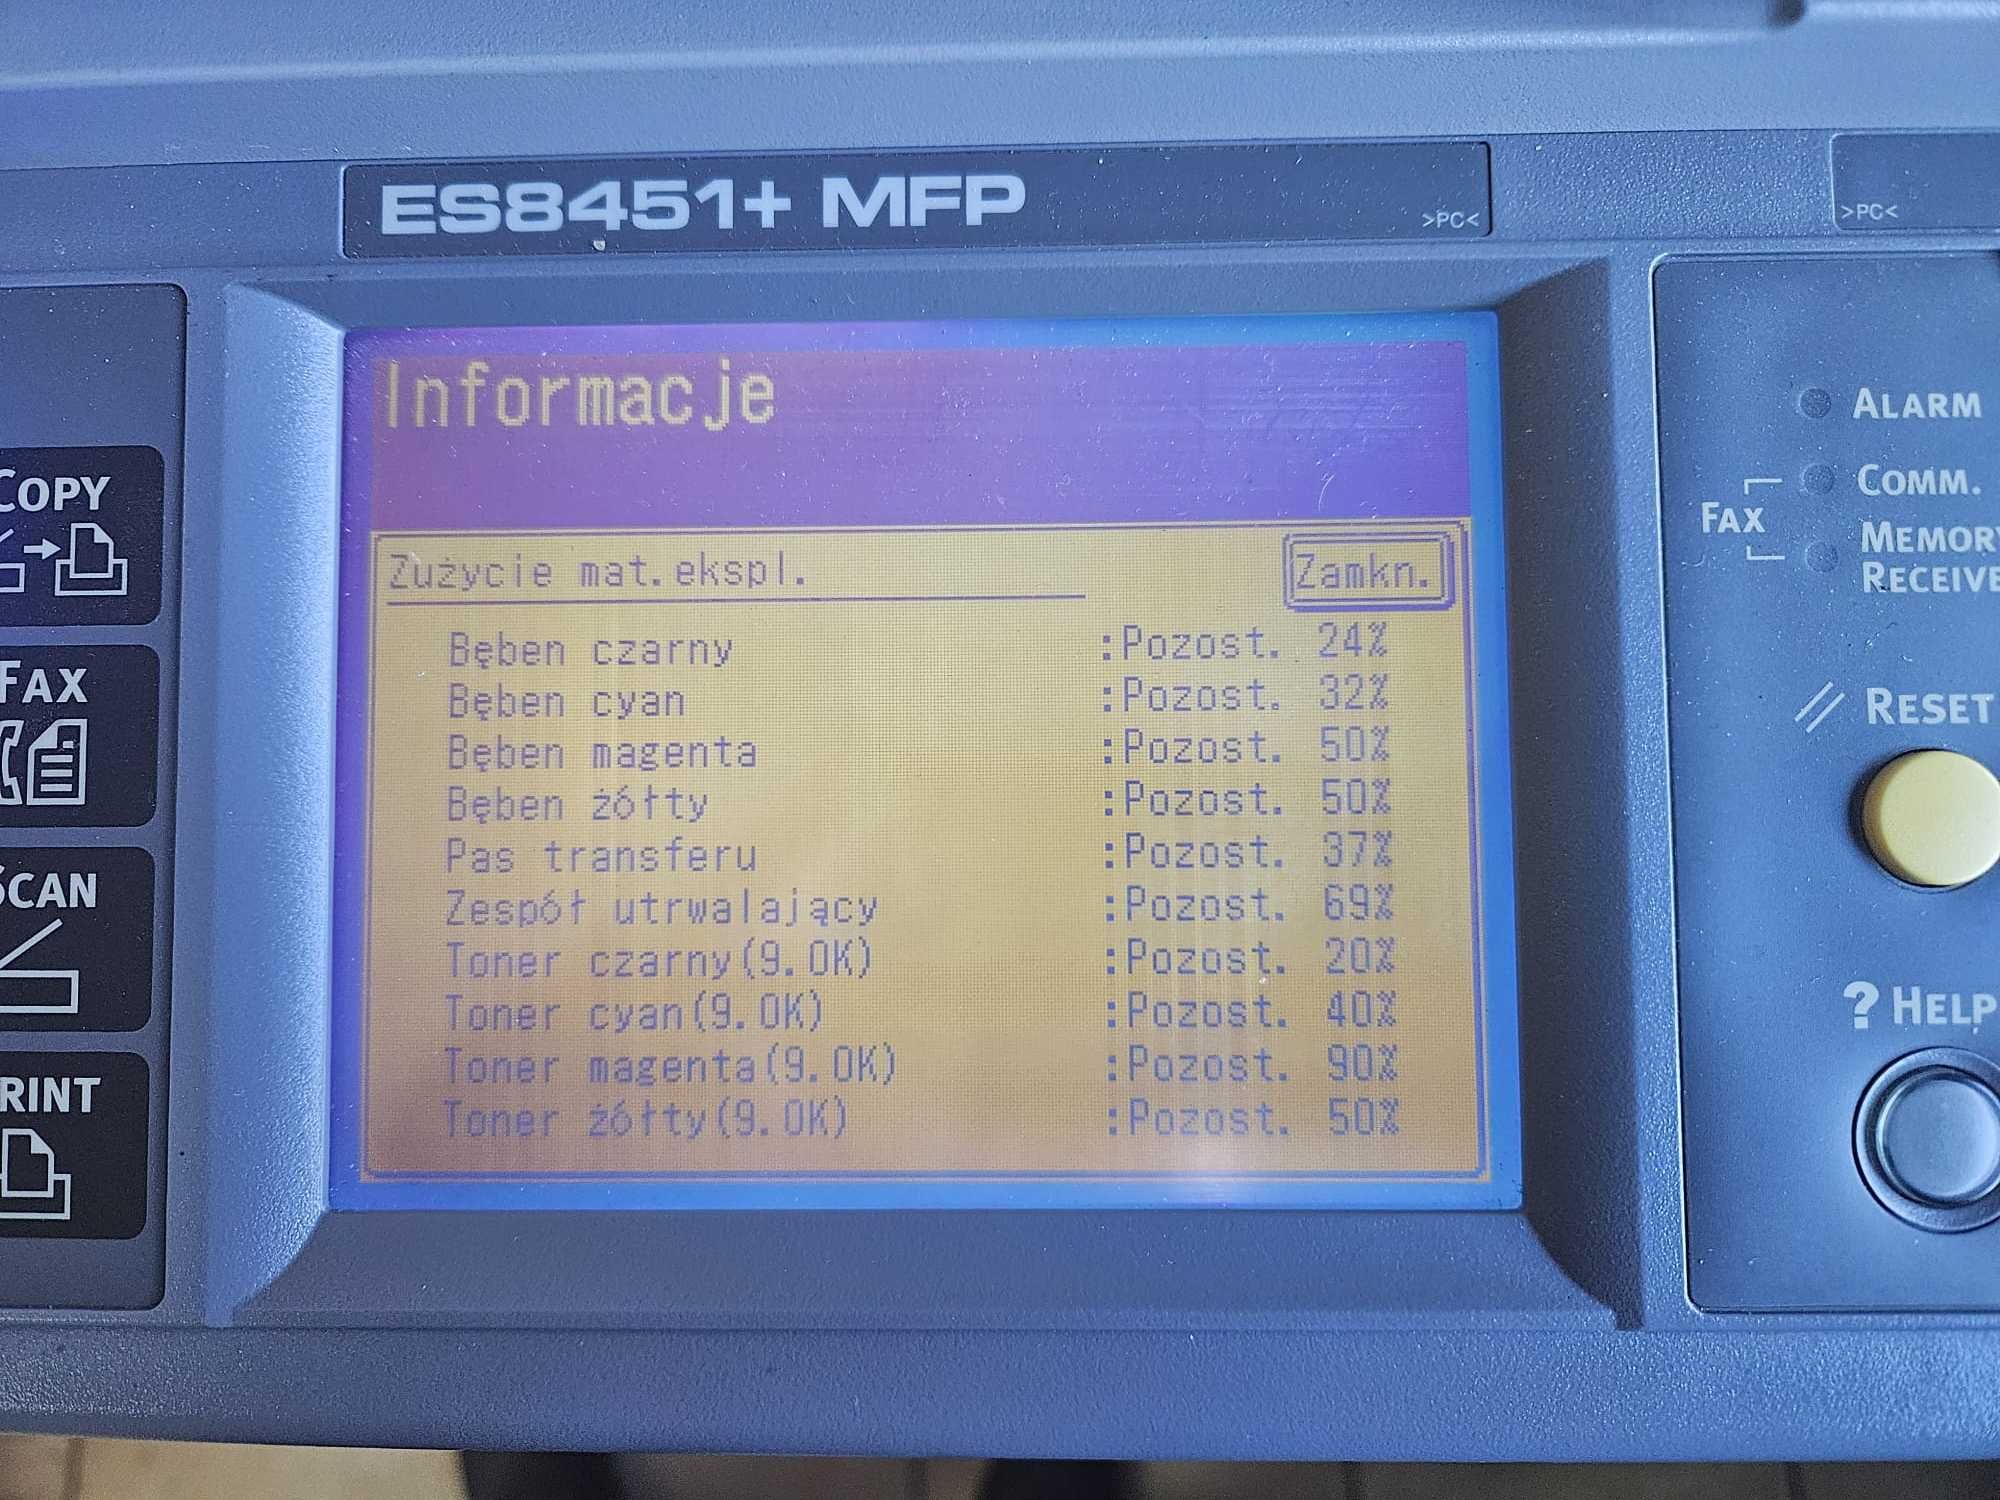 ES8451+ MFP
>PC<
>PC<
Informacje
Zużycie mat.ekspl.
Zamkn.
Bęben czarny :Pozost. 24%
Bęben cyan :Pozost. 32%
Bęben magenta :Pozost. 50%
Bęben żółty :Pozost. 50%
Pas transferu :Pozost. 37%
Zespół utrwalający :Pozost. 69%
Toner czarny(9.0K) :Pozost. 20%
Toner cyan(9.0K) :Pozost. 40%
Toner magenta(9.0K) :Pozost. 90%
Toner żółty(9.0K) :Pozost. 50%
COPY
FAX
SCAN
PRINT
ALARM
FAX
COMM.
MEMORY
RECEIVE
RESET
? HELP